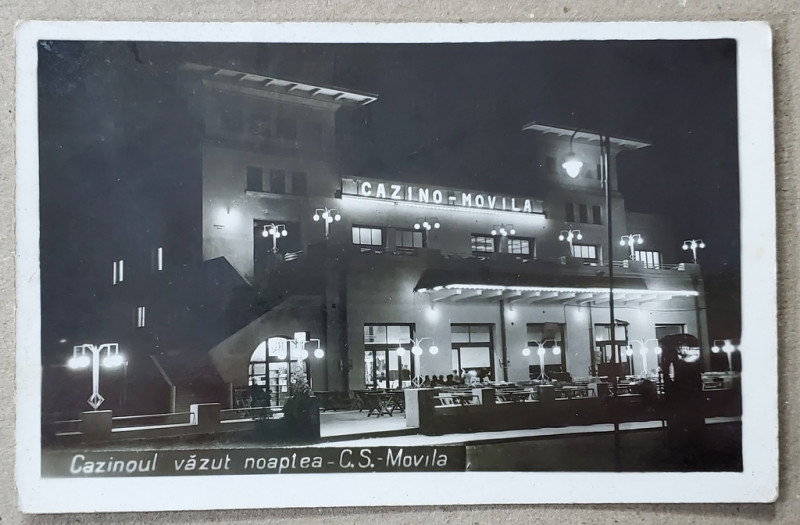 CAZINO-MOVILA
Cazinoul văzut noaptea - C.S.- Movila